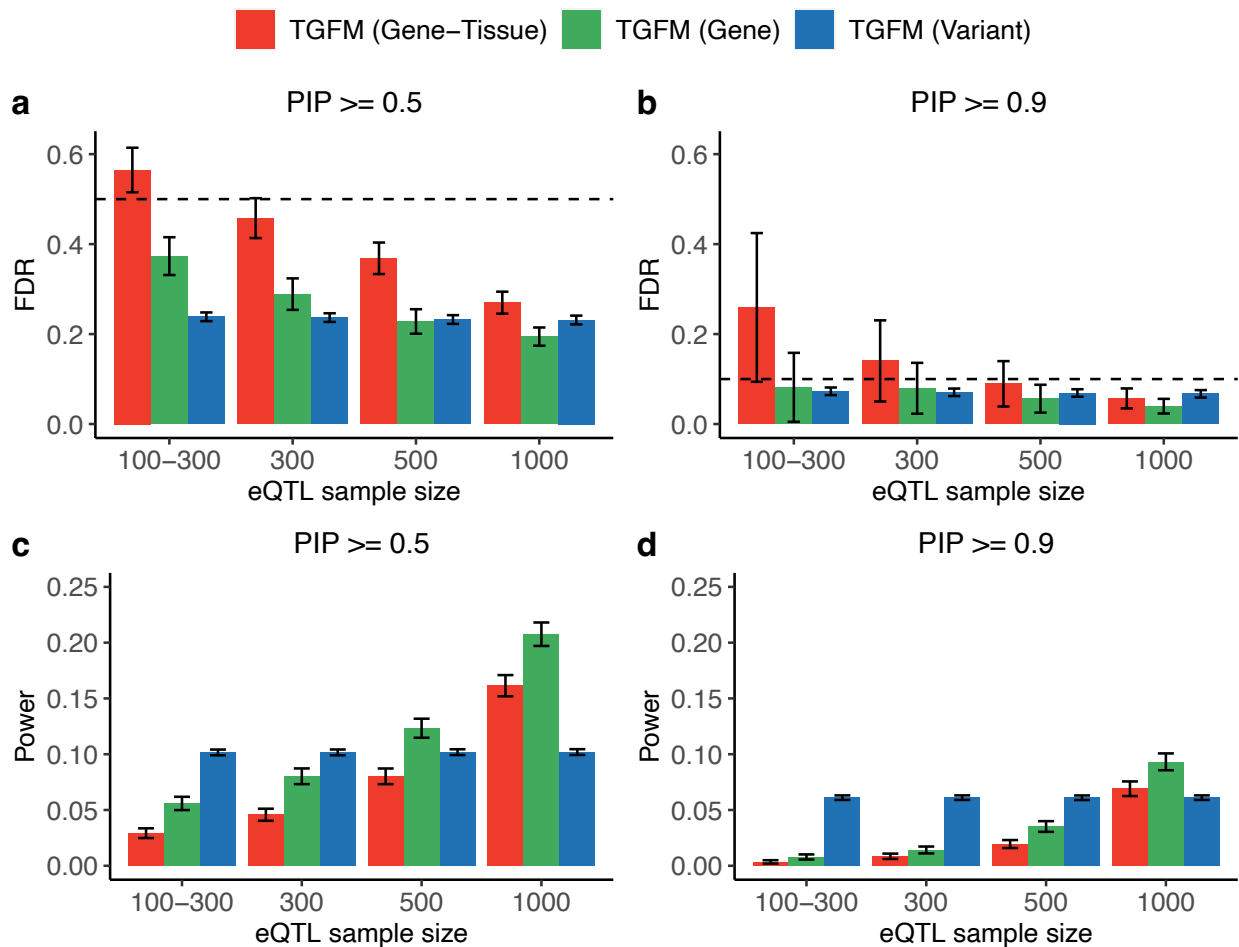 TGFM (Gene−Tissue) TGFM (Gene) TGFM (Variant)
a PIP >= 0.5
FDR
0.6
0.4
0.2
0.0
100−300 300 500 1000
eQTL sample size
b PIP >= 0.9
FDR
0.6
0.4
0.2
0.0
100−300 300 500 1000
eQTL sample size
c PIP >= 0.5
Power
0.25
0.20
0.15
0.10
0.05
0.00
100−300 300 500 1000
eQTL sample size
d PIP >= 0.9
Power
0.25
0.20
0.15
0.10
0.05
0.00
100−300 300 500 1000
eQTL sample size